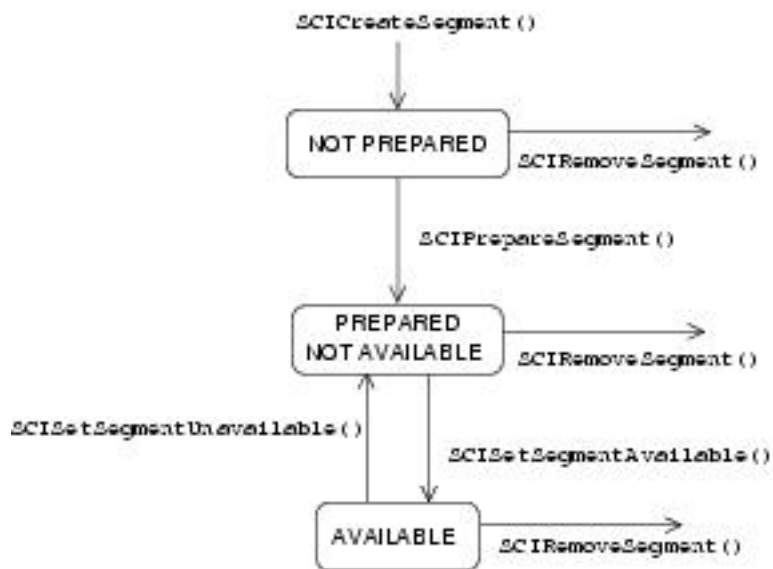 SCICreateSegment()
NOT PREPARED
SCIRemoveSegment()
SCIPrepareSegment()
PREPARED
NOT AVAILABLE
SCIRemoveSegment()
SCISetSegmentUnavailable()
SCISetSegmentAvailable()
AVAILABLE
SCIRemoveSegment()